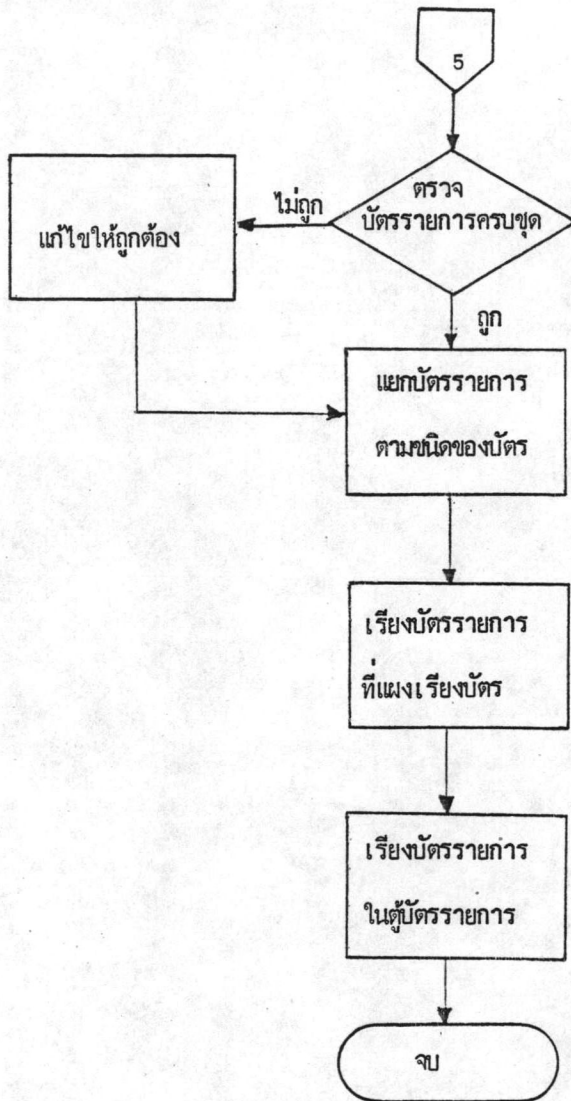 5
ตรวจ
บัตรรายการครบชุด
ไม่ถูก
แก้ไขให้ถูกต้อง
ถูก
แยกบัตรรายการ
ตามชนิดของบัตร
เรียงบัตรรายการ
ที่แผงเรียงบัตร
เรียงบัตรรายการ
ในตู้บัตรรายการ
จบ